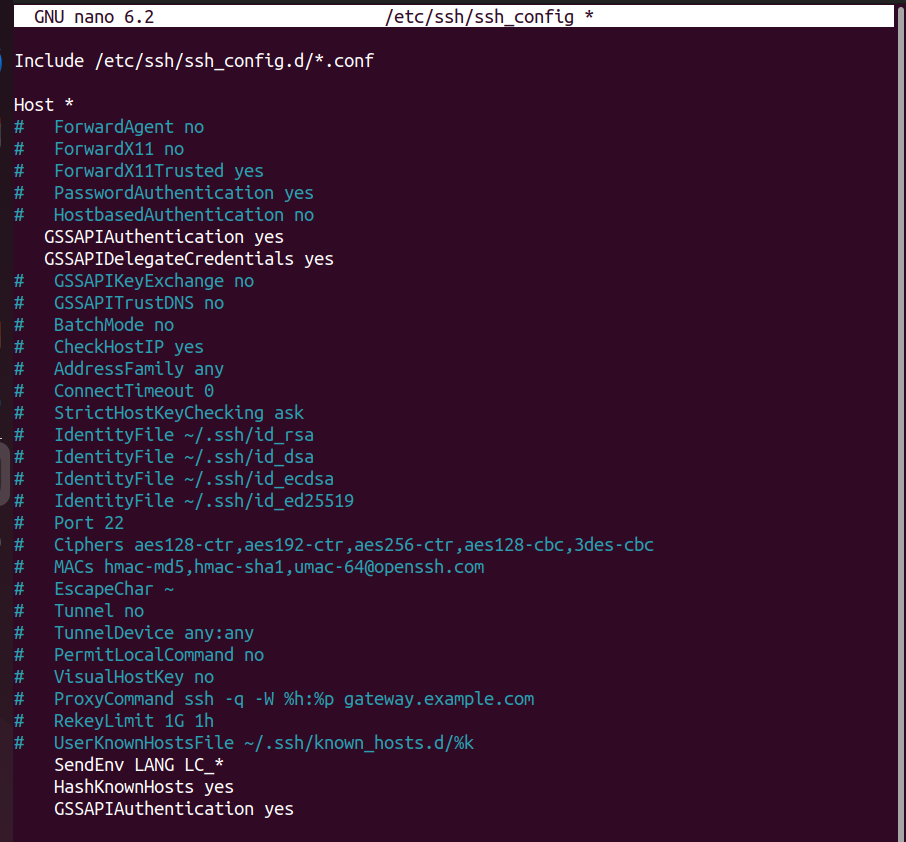 GNU nano 6.2 /etc/ssh/ssh_config *
Include /etc/ssh/ssh_config.d/*.conf
Host *
#   ForwardAgent no
#   ForwardX11 no
#   ForwardX11Trusted yes
#   PasswordAuthentication yes
#   HostbasedAuthentication no
   GSSAPIAuthentication yes
   GSSAPIDelegateCredentials yes
#   GSSAPIKeyExchange no
#   GSSAPITrustDNS no
#   BatchMode no
#   CheckHostIP yes
#   AddressFamily any
#   ConnectTimeout 0
#   StrictHostKeyChecking ask
#   IdentityFile ~/.ssh/id_rsa
#   IdentityFile ~/.ssh/id_dsa
#   IdentityFile ~/.ssh/id_ecdsa
#   IdentityFile ~/.ssh/id_ed25519
#   Port 22
#   Ciphers aes128-ctr,aes192-ctr,aes256-ctr,aes128-cbc,3des-cbc
#   MACs hmac-md5,hmac-sha1,umac-64@openssh.com
#   EscapeChar ~
#   Tunnel no
#   TunnelDevice any:any
#   PermitLocalCommand no
#   VisualHostKey no
#   ProxyCommand ssh -q -W %h:%p gateway.example.com
#   RekeyLimit 1G 1h
#   UserKnownHostsFile ~/.ssh/known_hosts.d/%k
    SendEnv LANG LC_*
    HashKnownHosts yes
    GSSAPIAuthentication yes